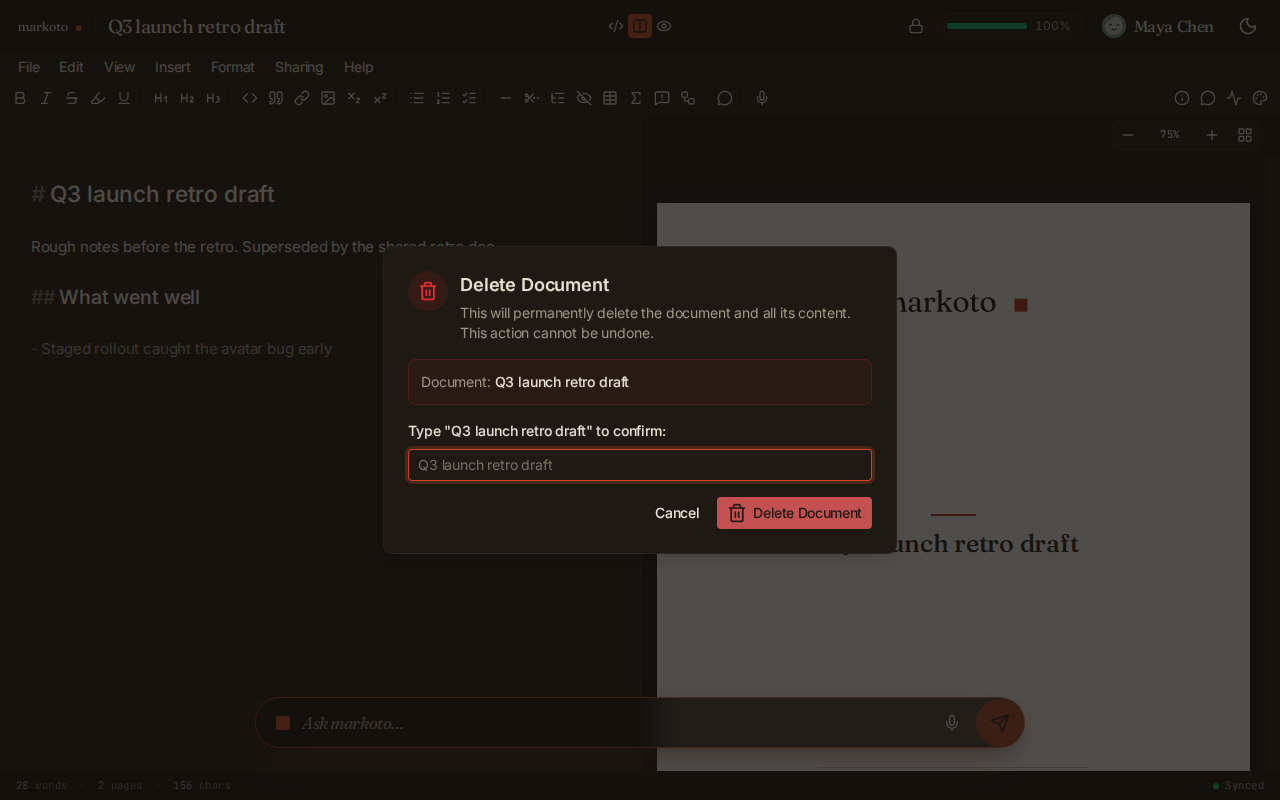 markoto
Q3 launch retro draft
100%
Maya Chen
File Edit View Insert Format Sharing Help
H1 H2 H3
75%
# Q3 launch retro draft
Rough notes before the retro. Superseded by the shared retro doc.
## What went well
- Staged rollout caught the avatar bug early
markoto
launch retro draft
Delete Document
This will permanently delete the document and all its content.
This action cannot be undone.
Document: Q3 launch retro draft
Type "Q3 launch retro draft" to confirm:
Q3 launch retro draft
Cancel
Delete Document
Ask markoto...
28 words · 2 pages · 156 chars
Synced